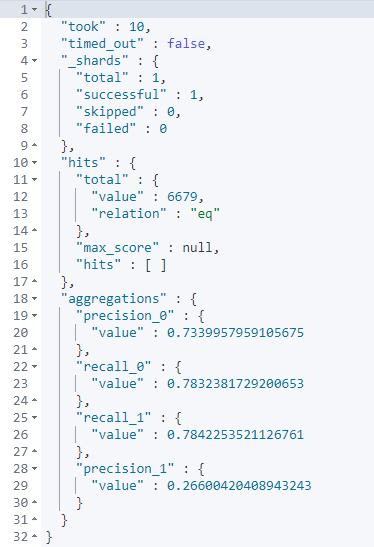 1 {
2 "took" : 10,
3 "timed_out" : false,
4 "_shards" : {
5 "total" : 1,
6 "successful" : 1,
7 "skipped" : 0,
8 "failed" : 0
9 },
10 "hits" : {
11 "total" : {
12 "value" : 6679,
13 "relation" : "eq"
14 },
15 "max_score" : null,
16 "hits" : [ ]
17 },
18 "aggregations" : {
19 "precision_0" : {
20 "value" : 0.7339957959105675
21 },
22 "recall_0" : {
23 "value" : 0.7832381729200653
24 },
25 "recall_1" : {
26 "value" : 0.7842253521126761
27 },
28 "precision_1" : {
29 "value" : 0.26600420408943243
30 }
31 }
32 }